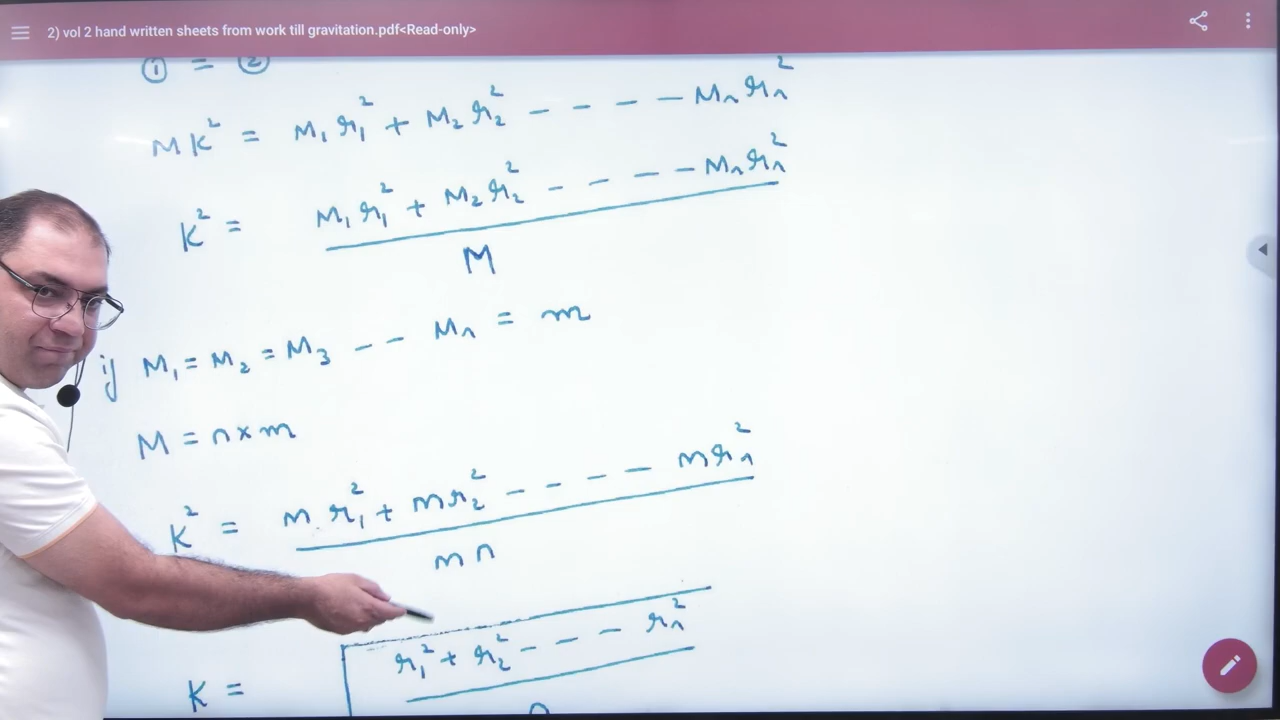 2) vol 2 hand written sheets from work till gravitation.pdf<Read-only>
① = ②
MK² = M₁r₁² + M₂r₂² - - - - Mₙrₙ²
K² = M₁r₁² + M₂r₂² - - - - Mₙrₙ² / M
if M₁ = M₂ = M₃ - - Mₙ = m
M = n × m
K² = m r₁² + mr₂² - - - - - mrₙ² / mn
K = √(r₁² + r₂² - - - rₙ² / n)